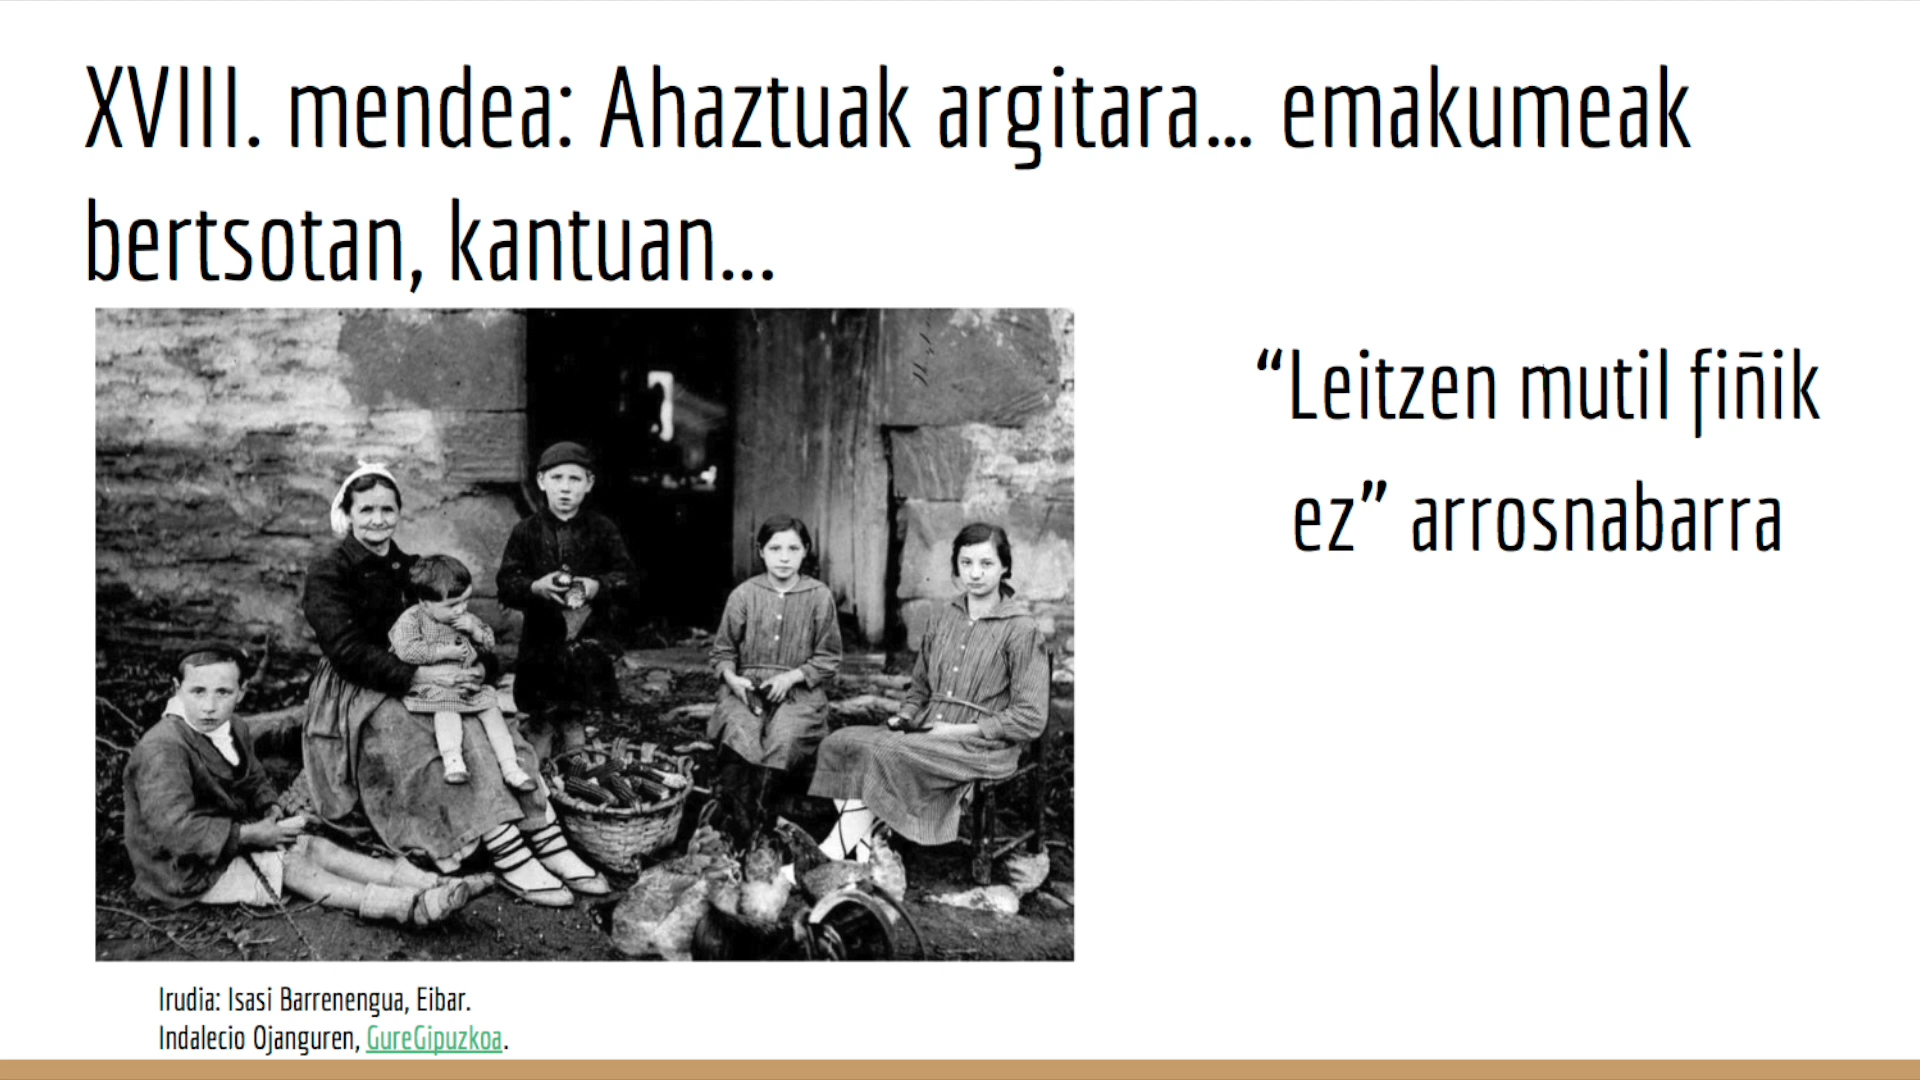 XVIII. mendea: Ahaztuak argitara... emakumeak
bertsotan, kantuan...
“Leitzen mutil fiñik
ez” arrosnabarra
Irudia: Isasi Barrenengua, Eibar.
Indalecio Ojanguren, GureGipuzkoa.